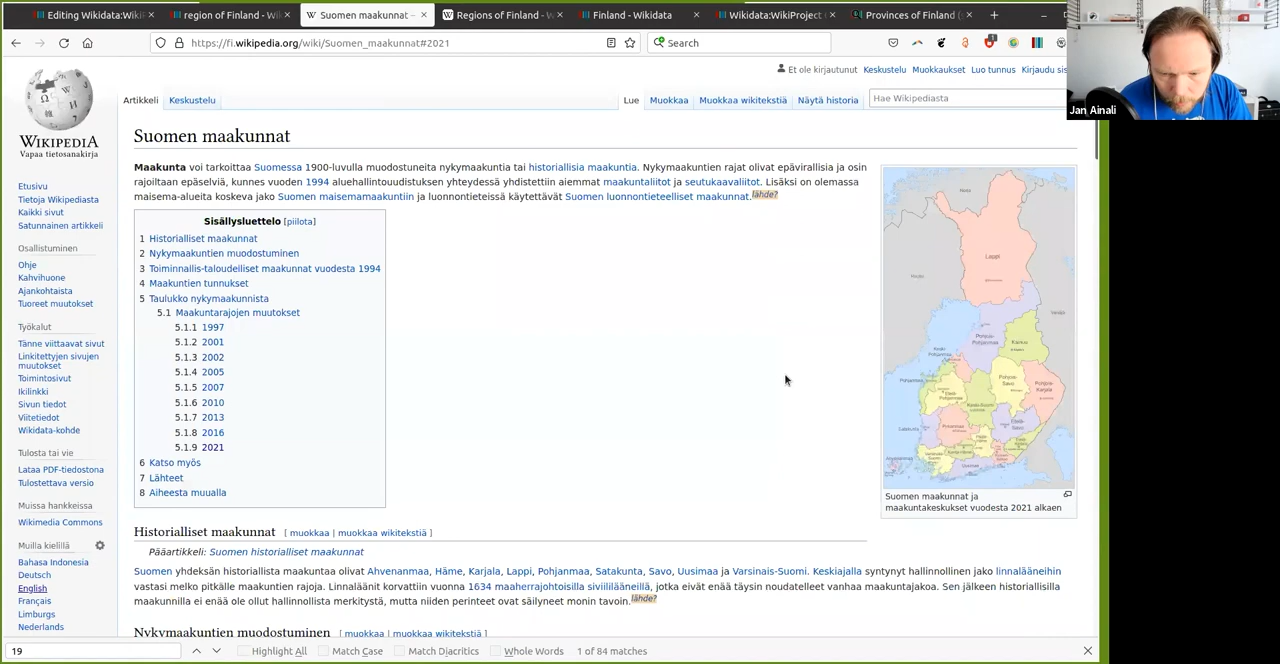 Editing Wikidata:Wiki
region of Finland - Wi
Suomen maakunnat –
Regions of Finland - W
Finland - Wikidata
Wikidata:WikiProject
Provinces of Finland (
https://fi.wikipedia.org/wiki/Suomen_maakunnat#2021
Search
Jan Ainali
Et ole kirjautunut Keskustelu Muokkaukset Luo tunnus Kirjaudu sis
Artikkeli Keskustelu Lue Muokkaa Muokkaa wikitekstiä Näytä historia Hae Wikipediasta
WIKIPEDIA
Vapaa tietosanakirja
Etusivu
Tietoja Wikipediasta
Kaikki sivut
Satunnainen artikkeli
Osallistuminen
Ohje
Kahvihuone
Ajankohtaista
Tuoreet muutokset
Työkalut
Tänne viittaavat sivut
Linkitettyjen sivujen
muutokset
Toimintosivut
Ikilinkki
Sivun tiedot
Viitetiedot
Wikidata-kohde
Tulosta tai vie
Lataa PDF-tiedostona
Tulostettava versio
Muissa hankkeissa
Wikimedia Commons
Muilla kielillä
Bahasa Indonesia
Deutsch
English
Français
Limburgs
Nederlands
Suomen maakunnat
Maakunta voi tarkoittaa Suomessa 1900-luvulla muodostuneita nykymaakuntia tai historiallisia maakuntia. Nykymaakuntien rajat olivat epävirallisia ja osin
rajoiltaan epäselviä, kunnes vuoden 1994 aluehallintouudistuksen yhteydessä yhdistettiin aiemmat maakuntaliitot ja seutukaavaliitot. Lisäksi on olemassa
maisema-alueita koskeva jako Suomen maisemamaakuntiin ja luonnontieteissä käytettävät Suomen luonnontieteelliset maakunnat.lähde?
Sisällysluettelo [piilota]
1 Historialliset maakunnat
2 Nykymaakuntien muodostuminen
3 Toiminnallis-taloudelliset maakunnat vuodesta 1994
4 Maakuntien tunnukset
5 Taulukko nykymaakunnista
5.1 Maakuntarajojen muutokset
5.1.1 1997
5.1.2 2001
5.1.3 2002
5.1.4 2005
5.1.5 2007
5.1.6 2010
5.1.7 2013
5.1.8 2016
5.1.9 2021
6 Katso myös
7 Lähteet
8 Aiheesta muualla
Lappi
Kainuu
Suomen maakunnat ja
maakuntakeskukset vuodesta 2021 alkaen
Historialliset maakunnat [ muokkaa | muokkaa wikitekstiä ]
Pääartikkeli: Suomen historialliset maakunnat
Suomen yhdeksän historiallista maakuntaa olivat Ahvenanmaa, Häme, Karjala, Lappi, Pohjanmaa, Satakunta, Savo, Uusimaa ja Varsinais-Suomi. Keskiajalla syntynyt hallinnollinen jako linnalääneihin
vastasi melko pitkälle maakuntien rajoja. Linnaläänit korvattiin vuonna 1634 maaherrajohtoisilla siviililääneillä, jotka eivät enää täysin noudatelleet vanhaa maakuntajakoa. Sen jälkeen historiallisilla
maakunnilla ei enää ole ollut hallinnollista merkitystä, mutta niiden perinteet ovat säilyneet monin tavoin.lähde?
Nykymaakuntien muodostuminen [ muokkaa | muokkaa wikitekstiä ]
19 Highlight All Match Case Match Diacritics Whole Words 1 of 84 matches